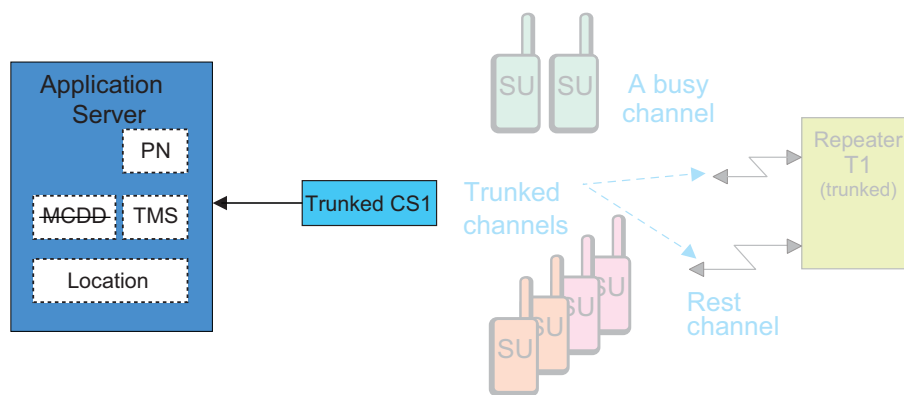 Application
Server
PN
MCDD
TMS
Location
Trunked CS1
SU
SU
A busy
channel
Trunked
channels
Repeater
T1
(trunked)
Rest
channel
SU
SU
SU
SU